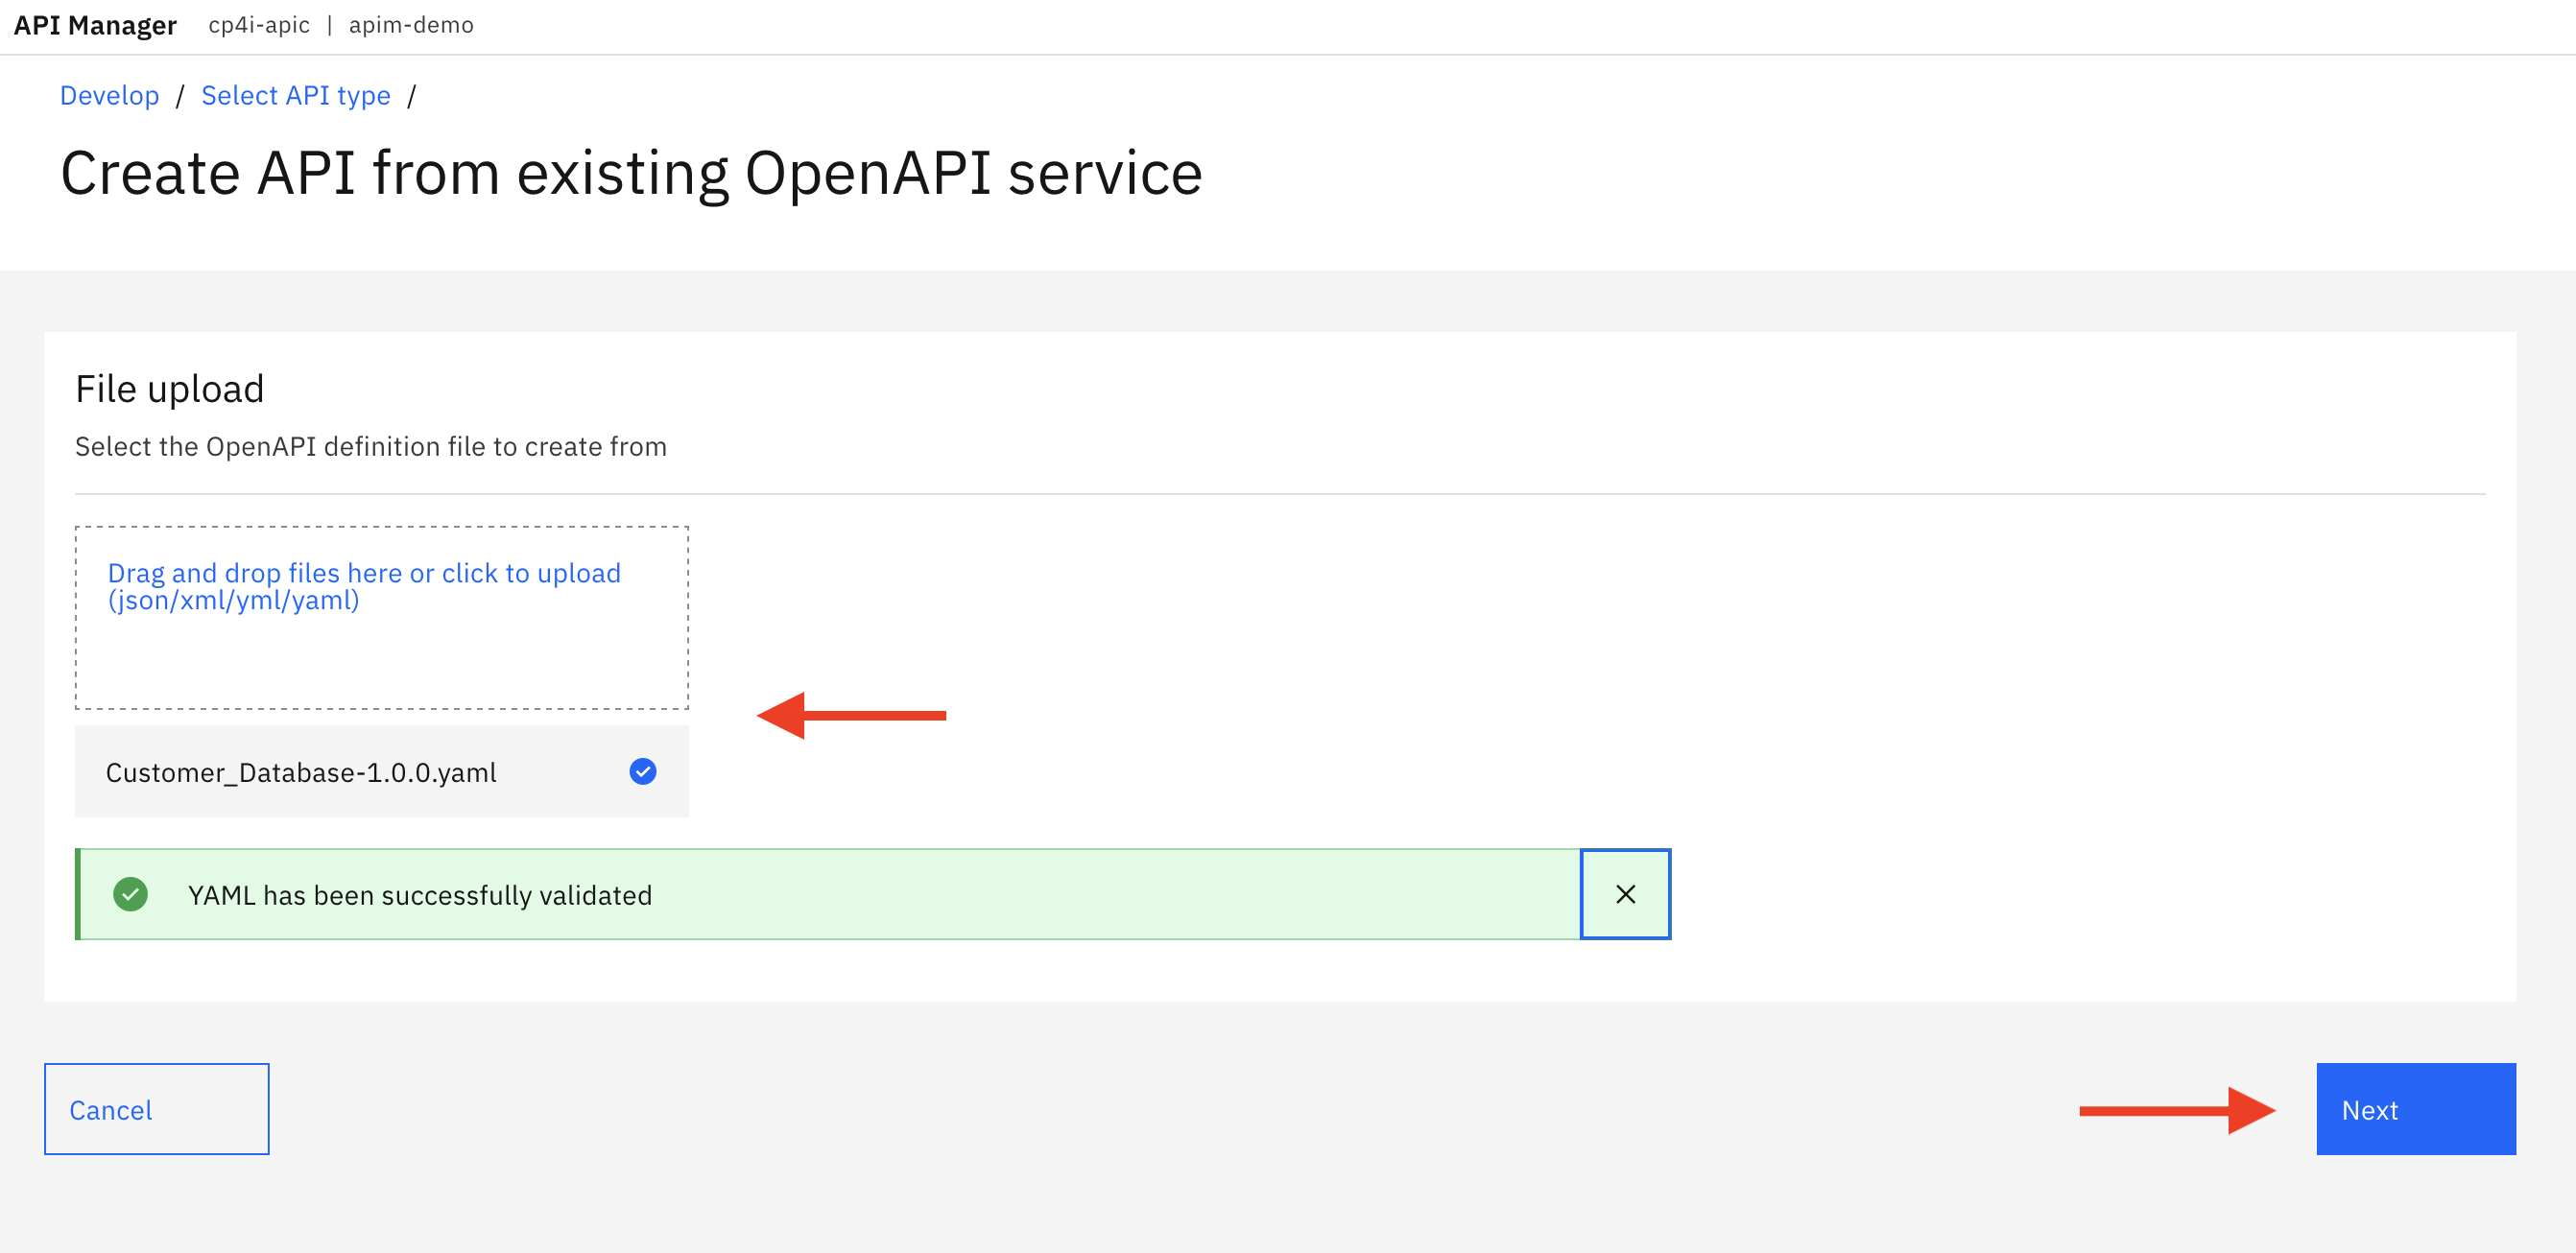 API Manager cp4i-apic | apim-demo
Develop / Select API type /
Create API from existing OpenAPI service
File upload
Select the OpenAPI definition file to create from
Drag and drop files here or click to upload
(json/xml/yml/yaml)
Customer_Database-1.0.0.yaml
YAML has been successfully validated
Cancel
Next